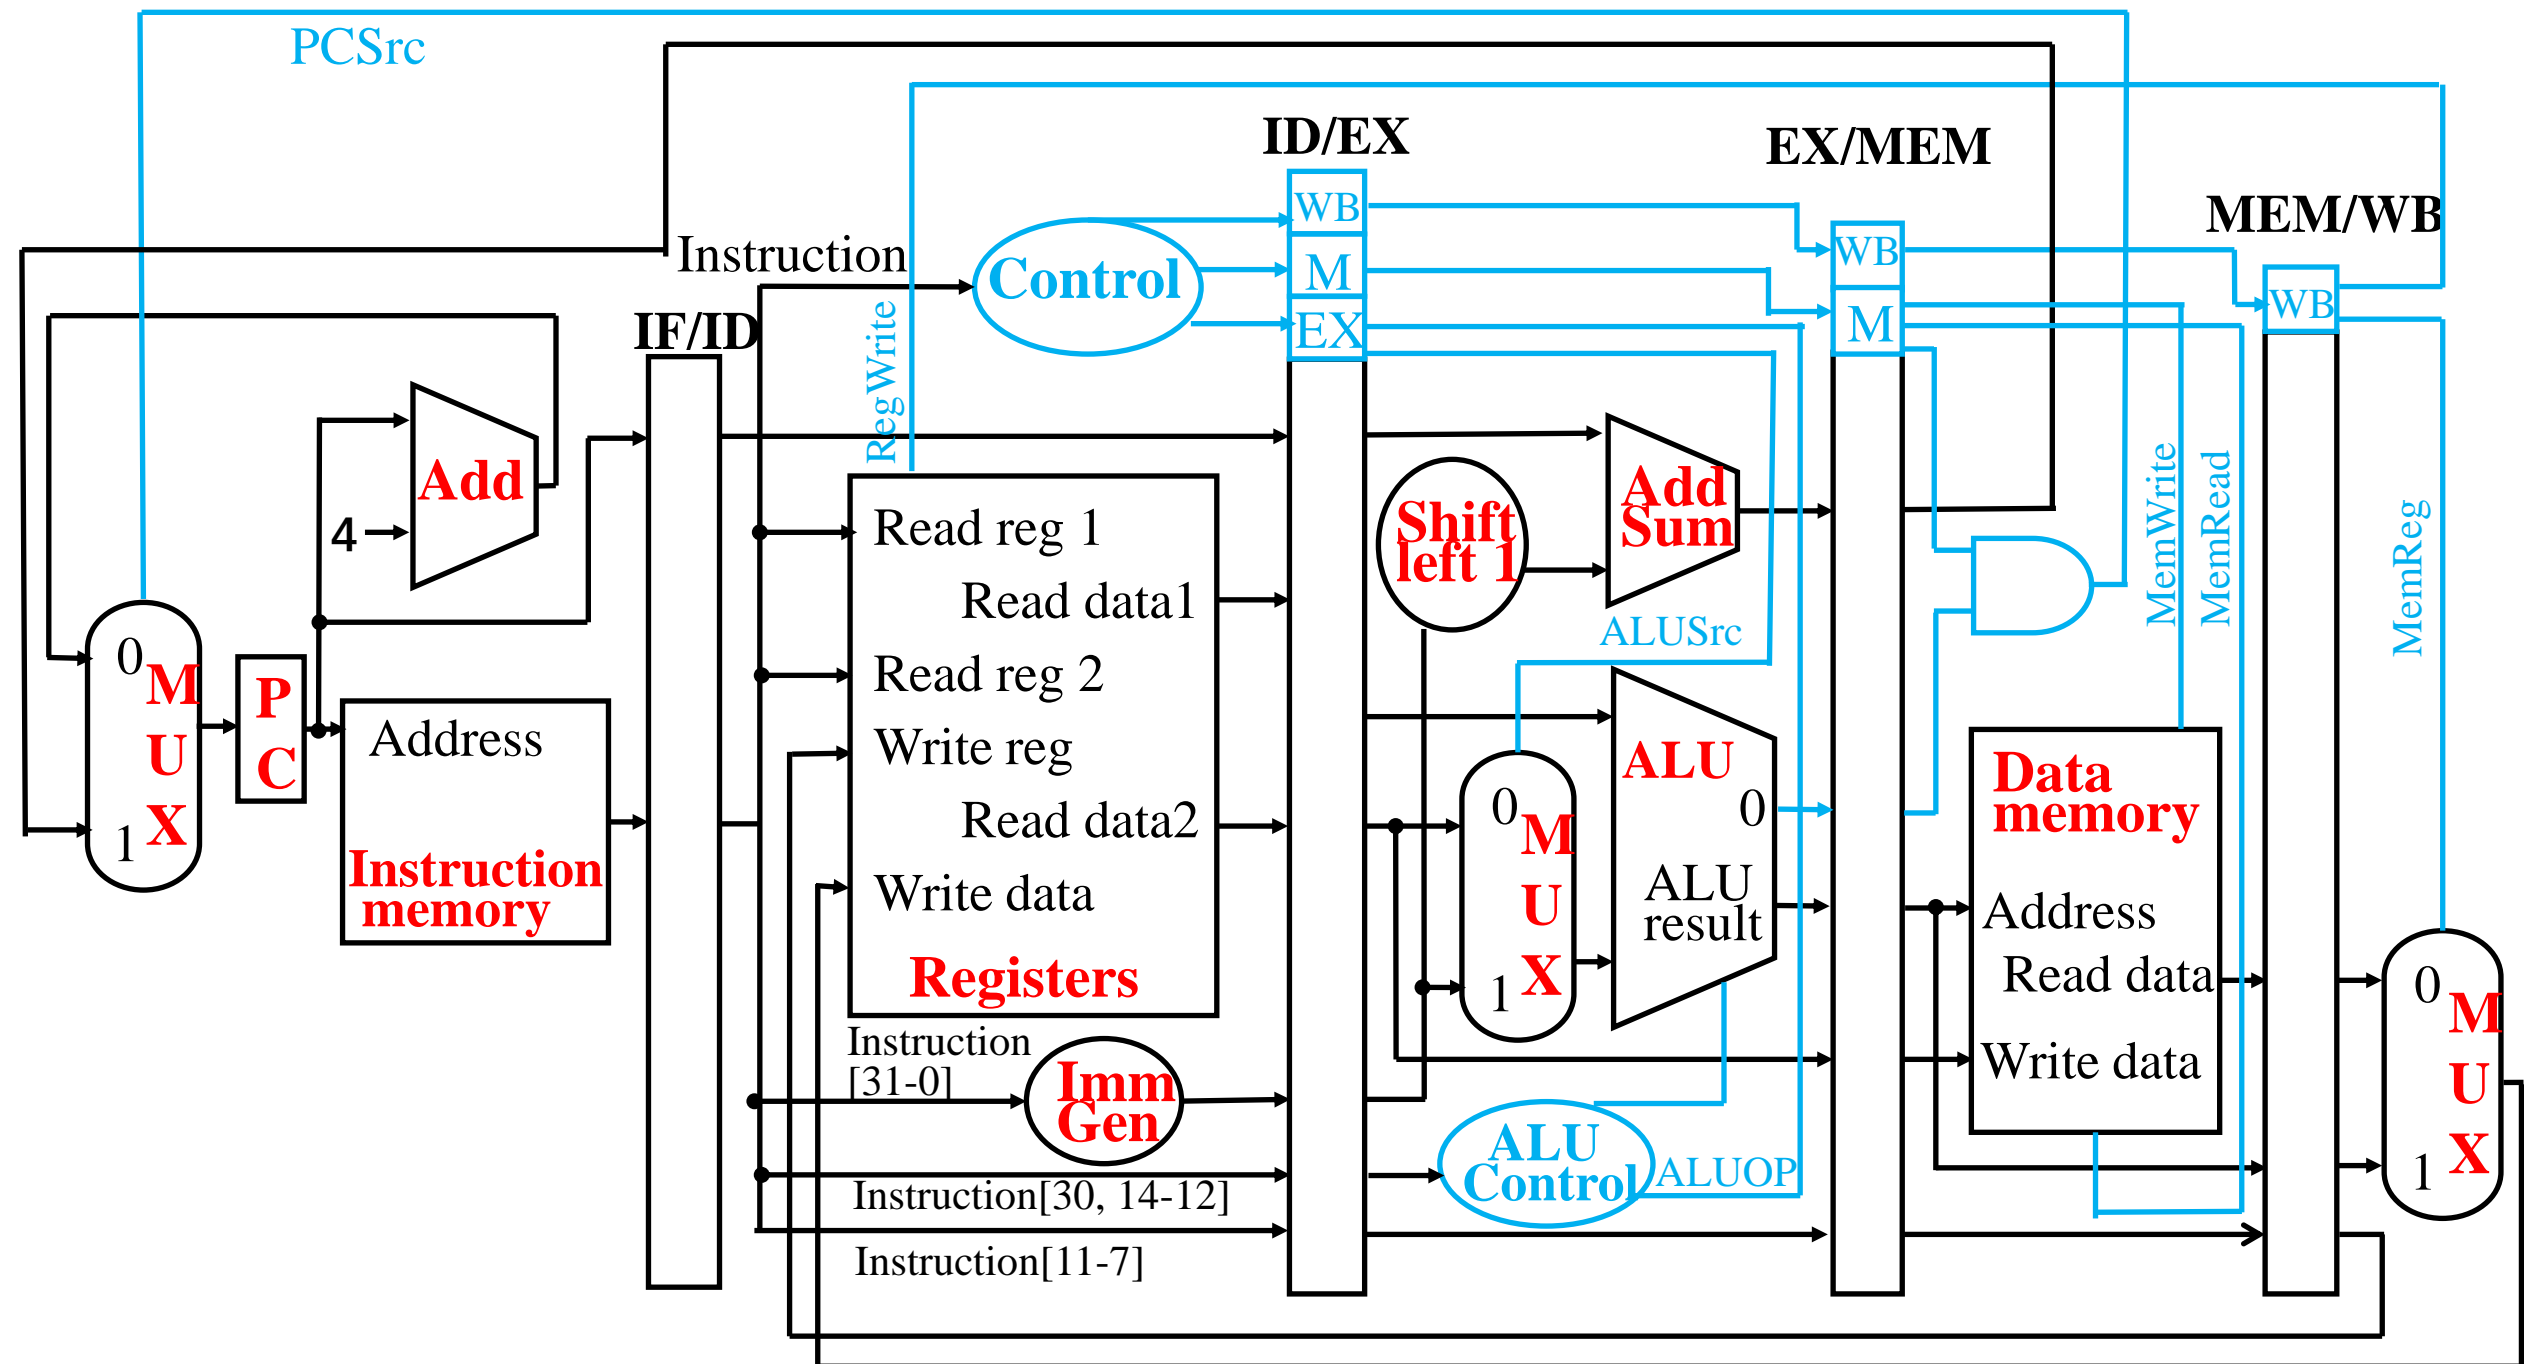 PCSrc
ID/EX
EX/MEM
MEM/WB
WB
M
EX
WB
M
WB
Instruction
Control
IF/ID
RegWrite
Add
4
0
M
U
X
1
P
C
Address
Instruction
memory
Read reg 1
Read data1
Read reg 2
Write reg
Read data2
Write data
Registers
Instruction
[31-0]
Imm
Gen
Instruction[30, 14-12]
Instruction[11-7]
Shift
left 1
Add
Sum
ALUSrc
0
M
U
X
1
ALU
0
ALU
result
ALU
Control
ALUOP
MemWrite
MemRead
Data
memory
Address
Read data
Write data
MemReg
0
M
U
X
1